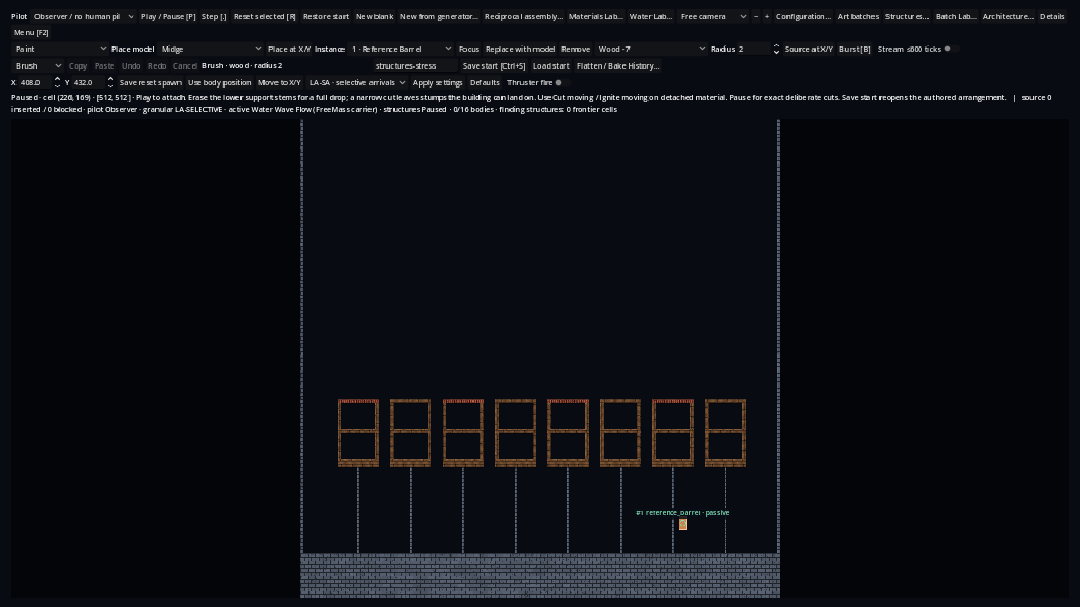 Pilot Observer / no human pil Play / Pause [P] Step [.] Reset selected [R] Restore start New blank New from generator... Reciprocal assembly... Materials Lab... Water Lab... Free camera − + Configuration... Art batches Structures... Batch Lab... Architecture... Details
Menu [F2]
Paint Place model Midge Place at X/Y Instance 1 · Reference Barrel Focus Replace with model Remove Wood · 7 Radius 2 Source at X/Y Burst [B] Stream ≤600 ticks
Brush Copy Paste Undo Redo Cancel Brush · wood · radius 2 structures-stress Save start [Ctrl+S] Load start Flatten / Bake History...
X 408.0 Y 432.0 Save reset spawn Use body position Move to X/Y LA-SA · selective arrivals Apply settings Defaults Thruster fire
Paused · cell (226, 169) · [512, 512] · Play to attach. Erase the lower support stems for a full drop; a narrow cut leaves stumps the building can land on. Use Cut moving / Ignite moving on detached material. Pause for exact deliberate cuts. Save start reopens the authored arrangement. | source 0
inserted / 0 blocked · pilot Observer · granular LA-SELECTIVE · active Water Wave Flow (Free Mass carrier) · structures Paused · 0/16 bodies · finding structures: 0 frontier cells
#1 reference_barrel · passive